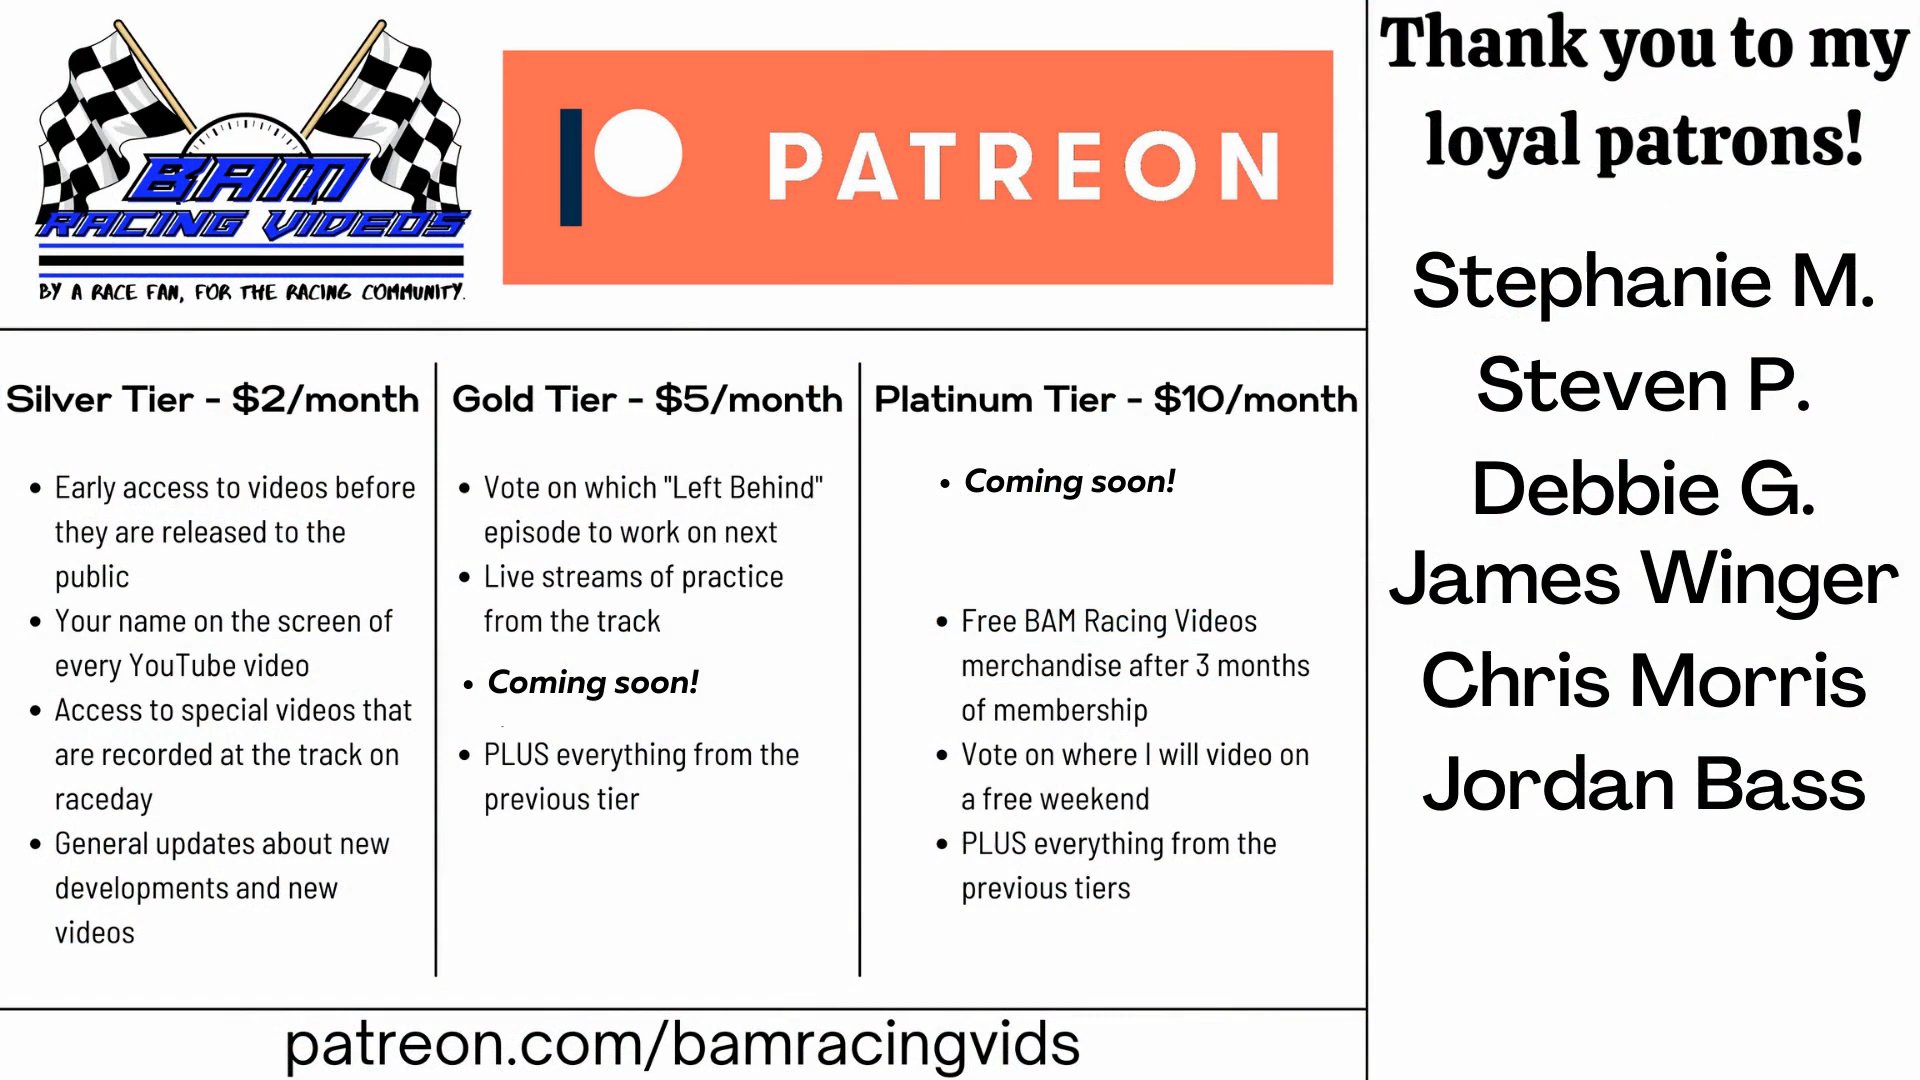 BAM
RACING VIDEOS
BY A RACE FAN, FOR THE RACING COMMUNITY.
PATREON
Silver Tier - $2/month
• Early access to videos before
they are released to the
public
• Your name on the screen of
every YouTube video
• Access to special videos that
are recorded at the track on
raceday
• General updates about new
developments and new
videos
Gold Tier - $5/month
• Vote on which "Left Behind"
episode to work on next
• Live streams of practice
from the track
• Coming soon!
• PLUS everything from the
previous tier
Platinum Tier - $10/month
• Coming soon!
• Free BAM Racing Videos
merchandise after 3 months
of membership
• Vote on where I will video on
a free weekend
• PLUS everything from the
previous tiers
patreon.com/bamracingvids
Thank you to my
loyal patrons!
Stephanie M.
Steven P.
Debbie G.
James Winger
Chris Morris
Jordan Bass